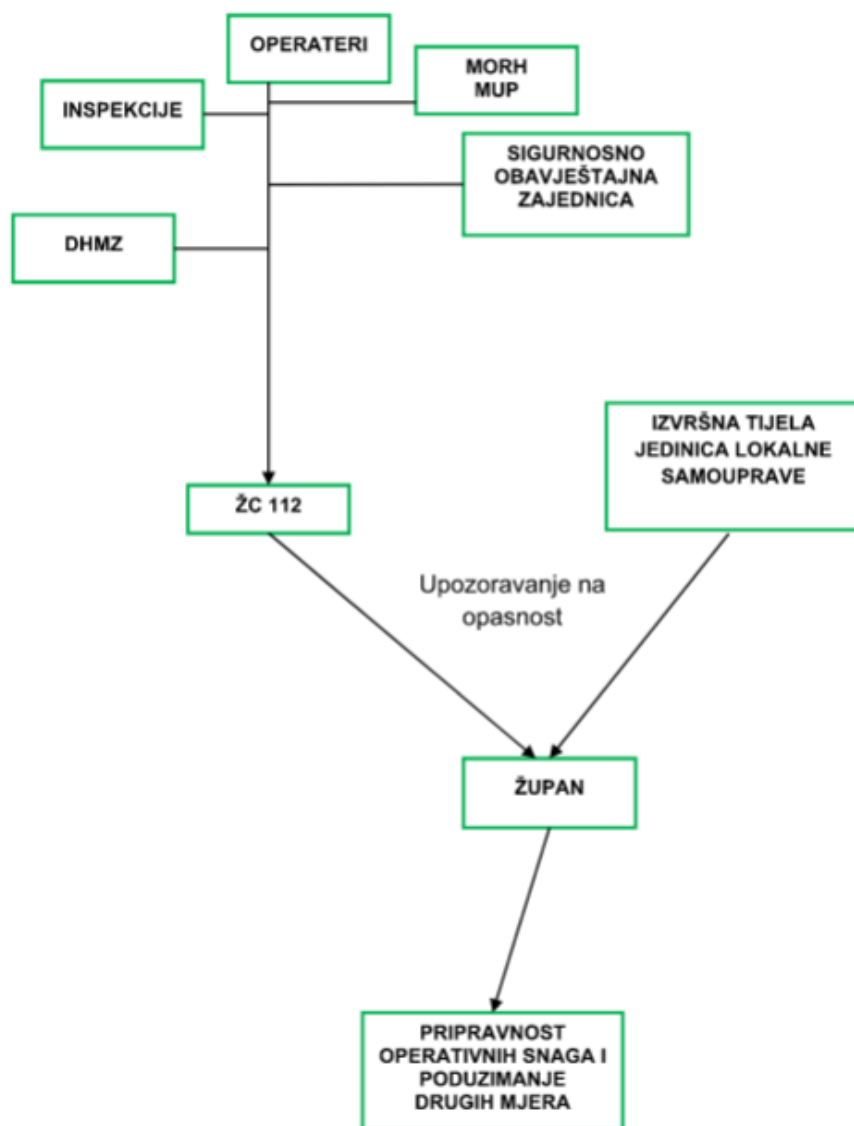 OPERATERI
MORH
MUP
INSPEKCIJE
SIGURNOSNO
OBAVJEŠTAJNA
ZAJEDNICA
DHMZ
IZVRŠNA TIJELA
JEDINICA LOKALNE
SAMOUPRAVE
ŽC 112
Upozoravanje na
opasnost
ŽUPAN
PRIPRAVNOST
OPERATIVNIH SNAGA I
PODUZIMANJE
DRUGIH MJERA